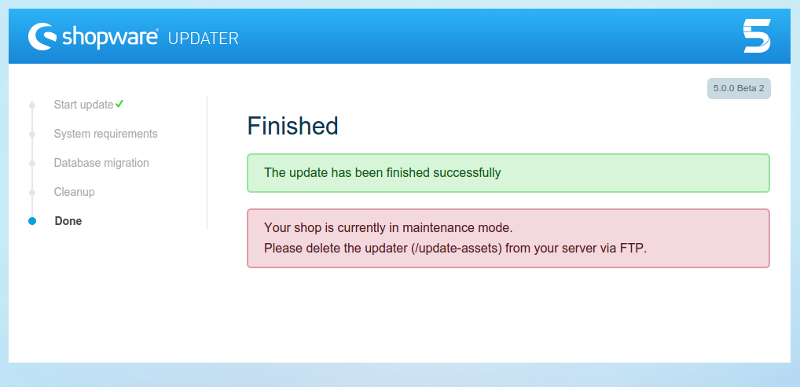 shopware UPDATER
5
5.0.0 Beta 2
Start update
System requirements
Database migration
Cleanup
Done
Finished
The update has been finished successfully
Your shop is currently in maintenance mode.
Please delete the updater (/update-assets) from your server via FTP.